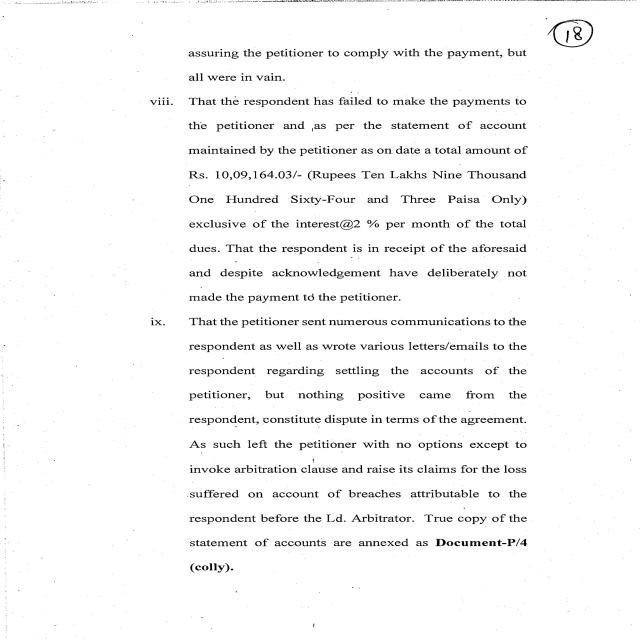 18
assuring the petitioner to comply with the payment, but
all were in vain.
viii. That the respondent has failed to make the payments to
the petitioner and ,as per the statement of account
maintained by the petitioner as on date a total amount of
Rs. 10,09,164.03/- (Rupees Ten Lakhs Nine Thousand
One Hundred Sixty-Four and Three Paisa Only)
exclusive of the interest@2 % per month of the total
dues. That the respondent is in receipt of the aforesaid
and despite acknowledgement have deliberately not
made the payment to the petitioner.
ix. That the petitioner sent numerous communications to the
respondent as well as wrote various letters/emails to the
respondent regarding settling the accounts of the
petitioner, but nothing positive came from the
respondent, constitute dispute in terms of the agreement.
As such left the petitioner with no options except to
invoke arbitration clause and raise its claims for the loss
suffered on account of breaches attributable to the
respondent before the Ld. Arbitrator. True copy of the
statement of accounts are annexed as Document-P/4
(colly).